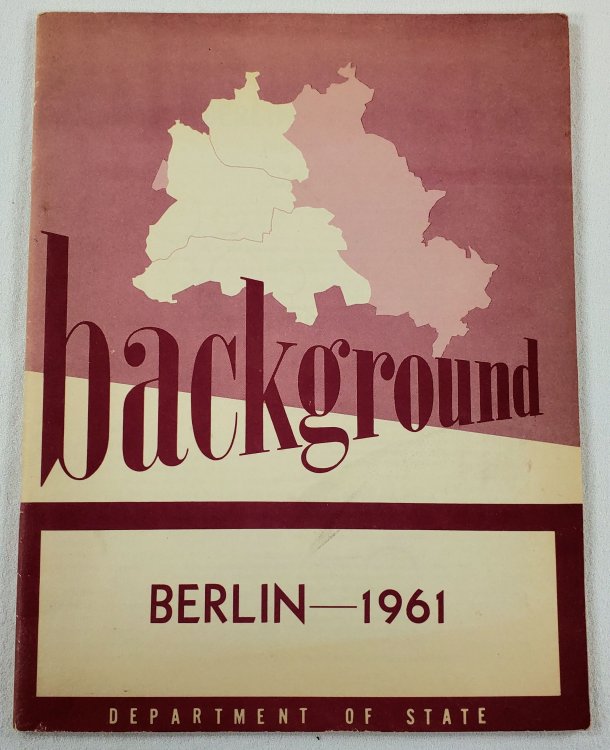 background
BERLIN—1961
DEPARTMENT OF STATE